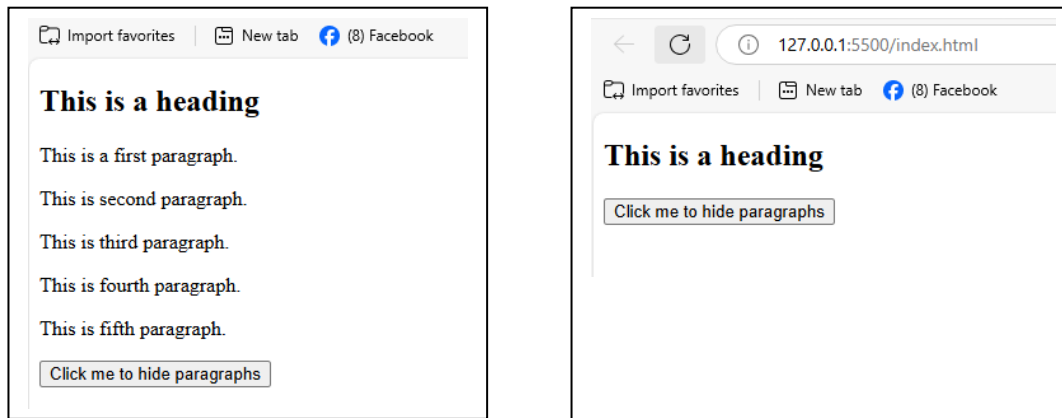 Import favorites New tab (8) Facebook
This is a heading
This is a first paragraph.
This is second paragraph.
This is third paragraph.
This is fourth paragraph.
This is fifth paragraph.
Click me to hide paragraphs
127.0.0.1:5500/index.html
Import favorites New tab (8) Facebook
This is a heading
Click me to hide paragraphs